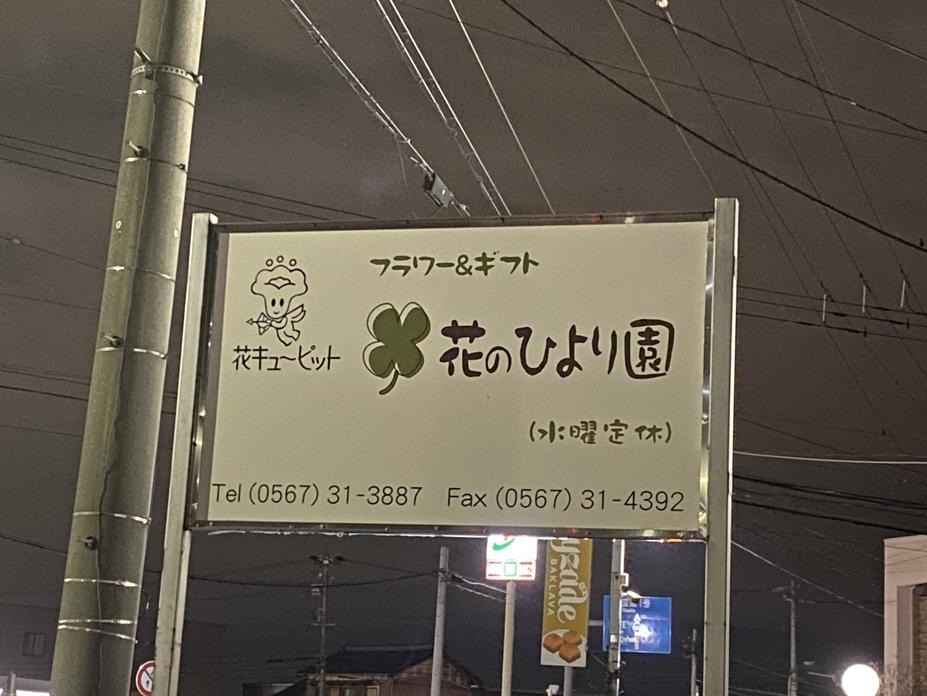 フラワー&ギフト
花キューピット
花のひより園
(水曜定休)
Tel (0567) 31-3887 Fax (0567) 31-4392
yzade
BAKLAVA